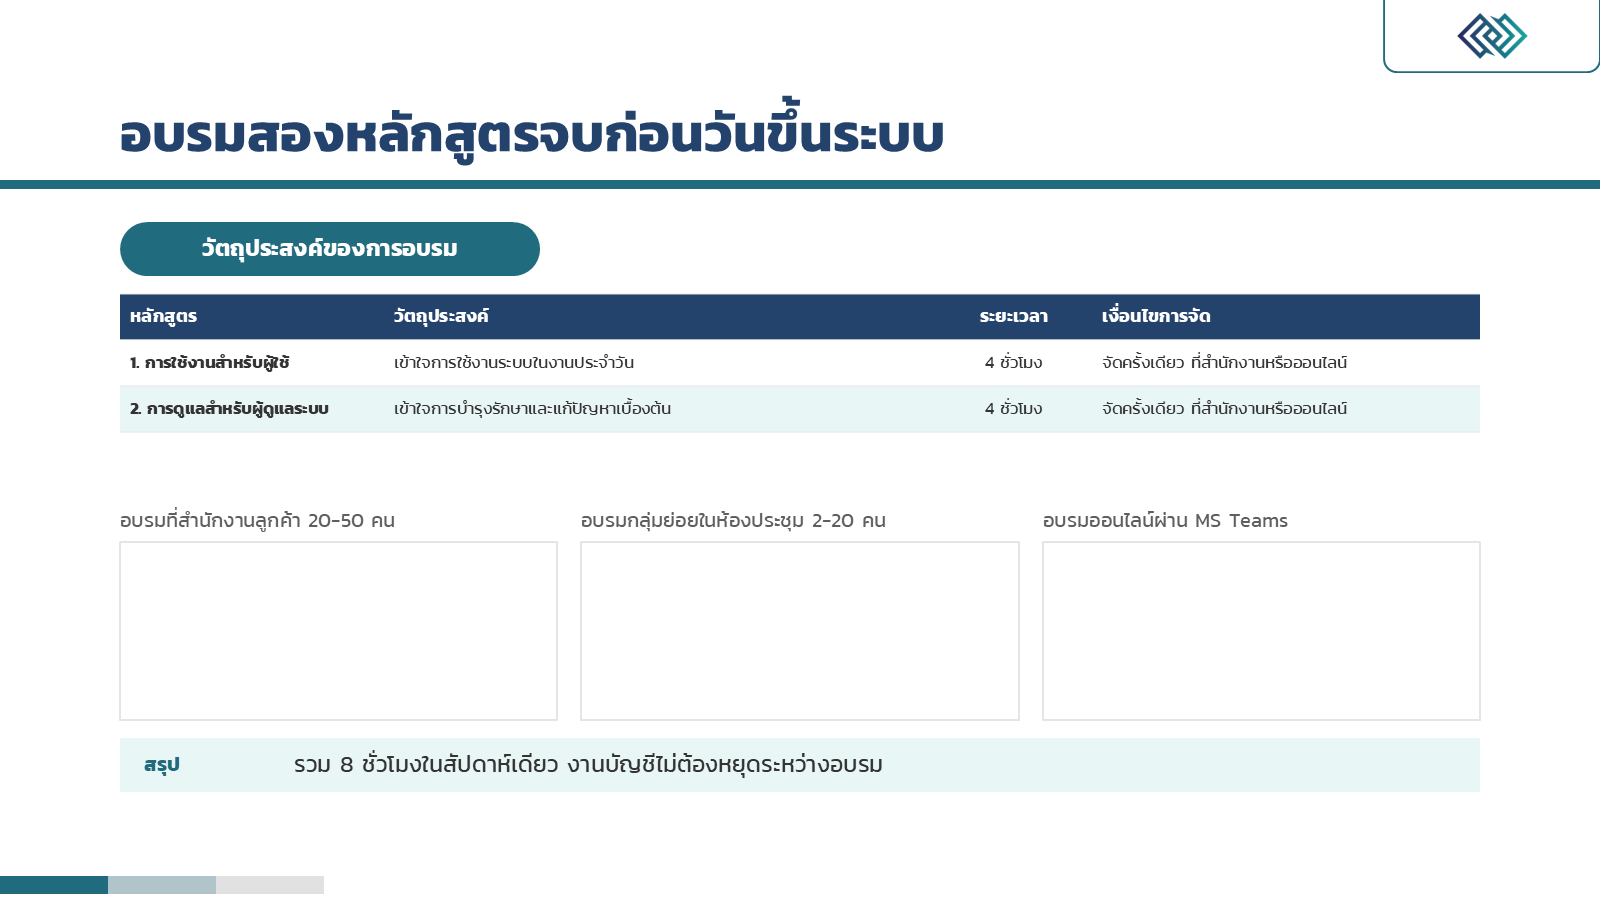 อบรมสองหลักสูตรจบก่อนวันขึ้นระบบ
วัตถุประสงค์ของการอบรม
หลักสูตร วัตถุประสงค์ ระยะเวลา เงื่อนไขการจัด
1. การใช้งานสำหรับผู้ใช้ เข้าใจการใช้งานระบบในงานประจำวัน 4 ชั่วโมง จัดครั้งเดียว ที่สำนักงานหรือออนไลน์
2. การดูแลสำหรับผู้ดูแลระบบ เข้าใจการบำรุงรักษาและแก้ปัญหาเบื้องต้น 4 ชั่วโมง จัดครั้งเดียว ที่สำนักงานหรือออนไลน์
อบรมที่สำนักงานลูกค้า 20-50 คน อบรมกลุ่มย่อยในห้องประชุม 2-20 คน อบรมออนไลน์ผ่าน MS Teams
สรุป รวม 8 ชั่วโมงในสัปดาห์เดียว งานบัญชีไม่ต้องหยุดระหว่างอบรม